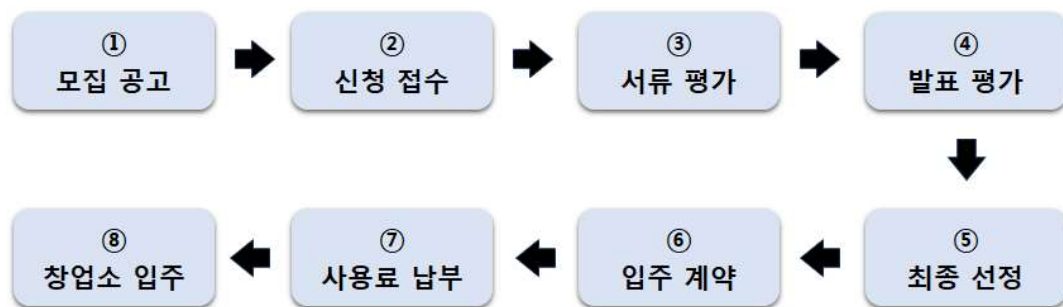 ①
모집 공고
②
신청 접수
③
서류 평가
④
발표 평가
⑤
최종 선정
⑥
입주 계약
⑦
사용료 납부
⑧
창업소 입주